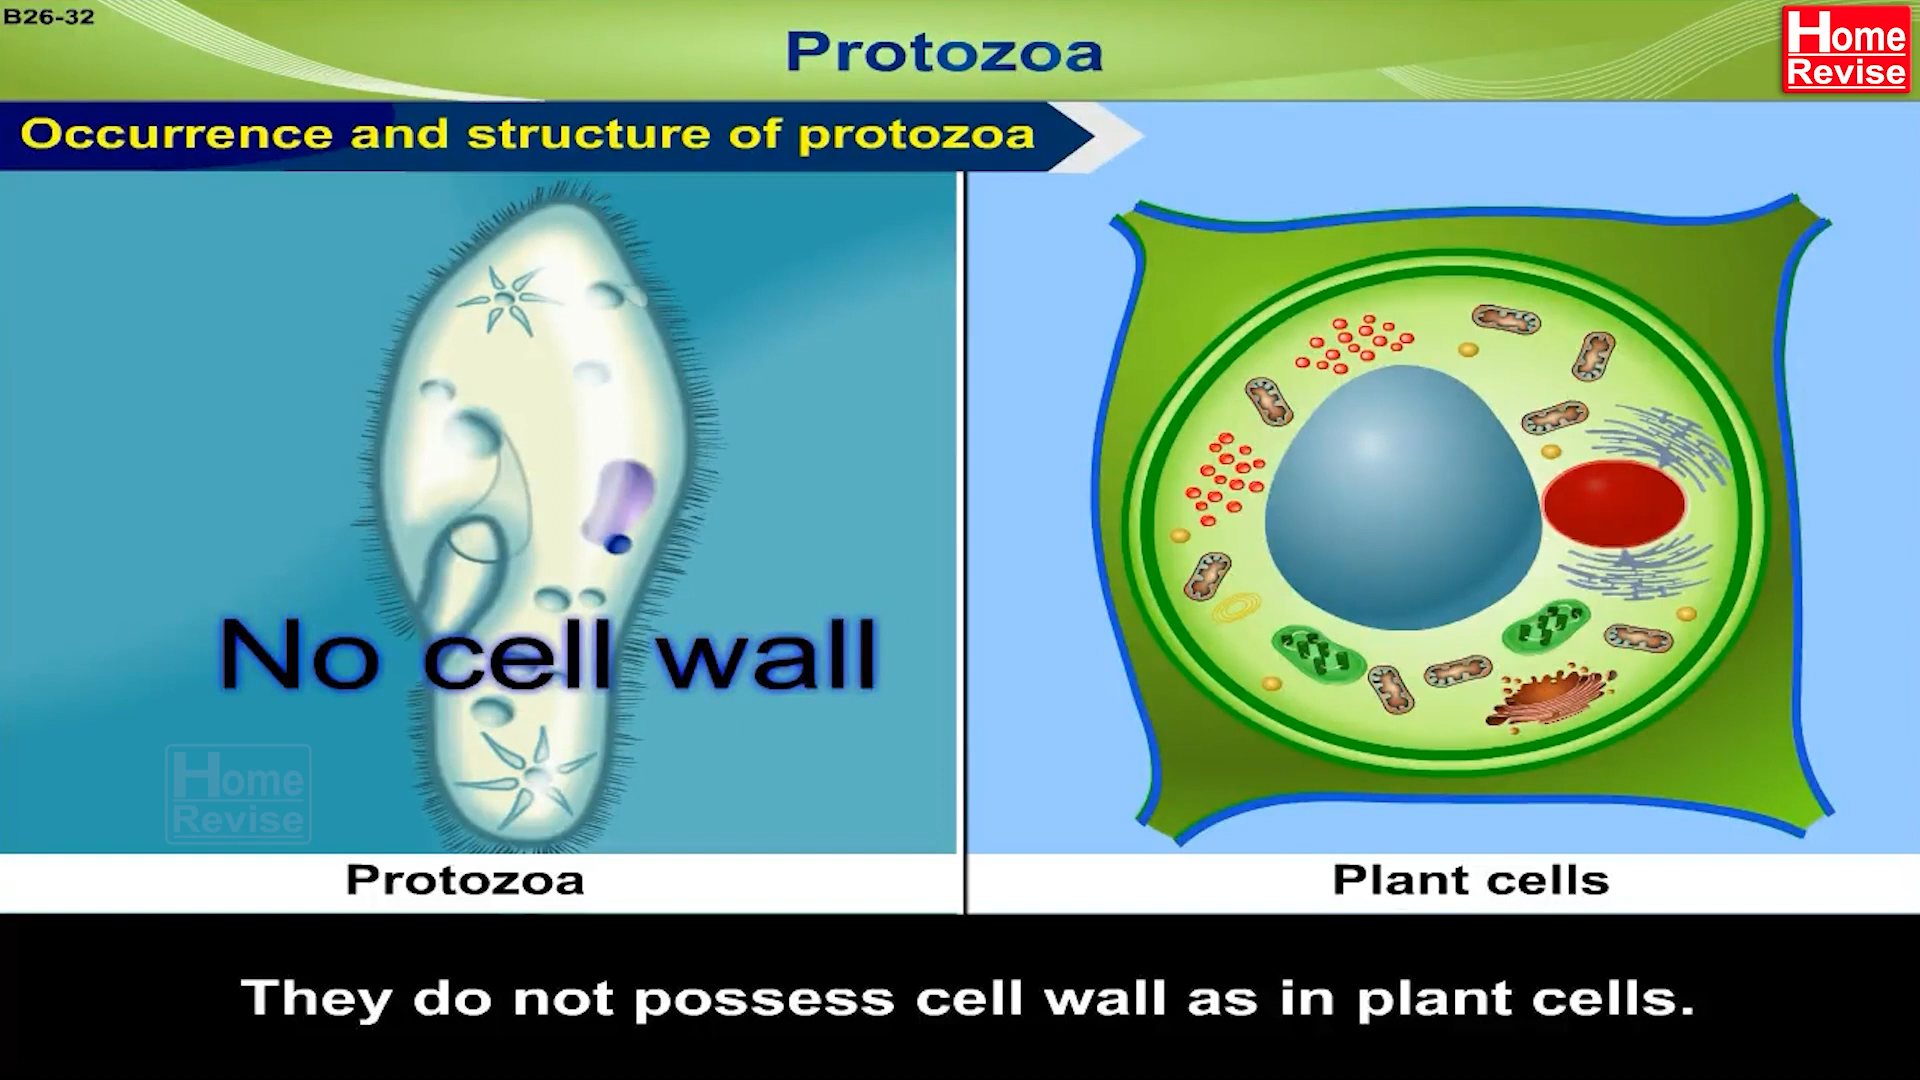 B26-32
Protozoa
Home
Revise
Occurrence and structure of protozoa
No cell wall
Home
Revise
Protozoa
Plant cells
They do not possess cell wall as in plant cells.